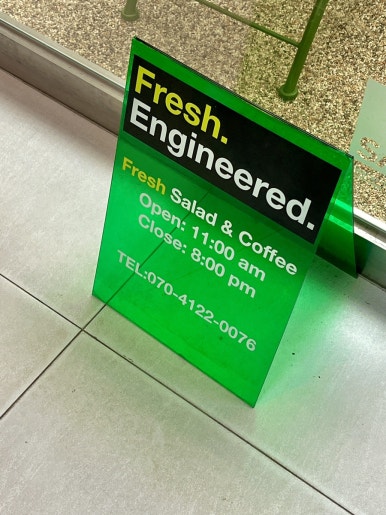 Fresh.
Engineered.
Fresh Salad & Coffee
Open: 11:00 am
Close: 8:00 pm
TEL:070-4122-0076